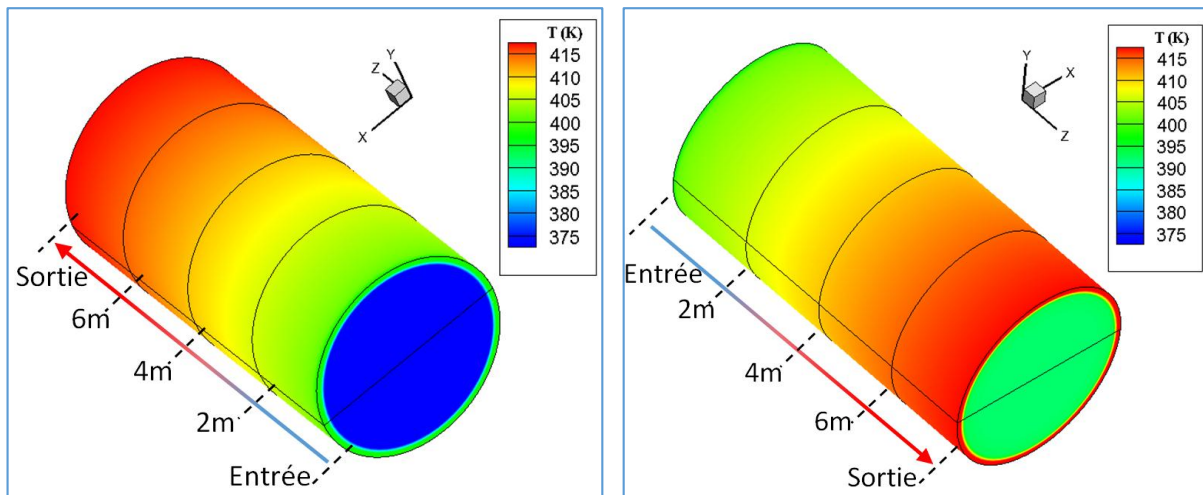 T (K)
415
410
405
400
395
390
385
380
375
Y
Z
X
Sortie
6m
4m
2m
Entrée
T (K)
415
410
405
400
395
390
385
380
375
Y
X
Z
Entrée
2m
4m
6m
Sortie